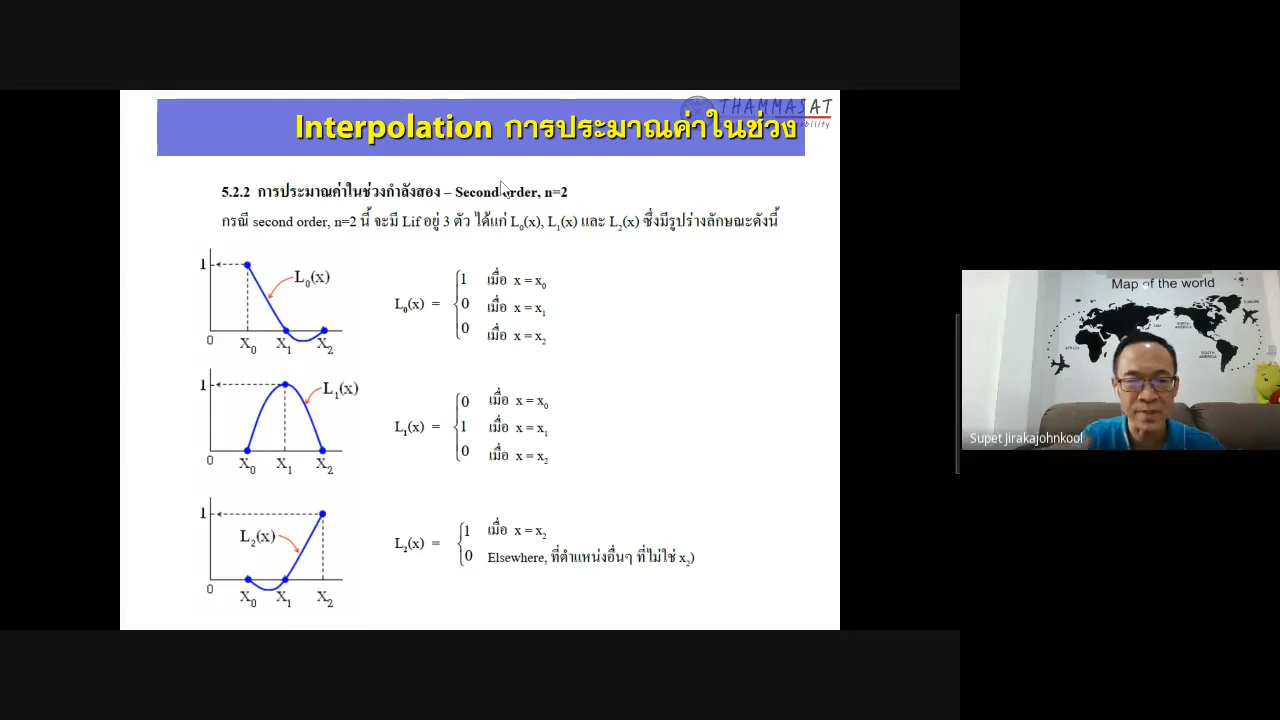 THAMMASAT
Interpolation การประมาณค่าในช่วง
5.2.2 การประมาณค่าในช่วงกำลังสอง – Second order, n=2
กรณี second order, n=2 นี้ จะมี Lif อยู่ 3 ตัว ได้แก่ L0(x), L1(x) และ L2(x) ซึ่งมีรูปร่างลักษณะดังนี้
1
L0(x)
0 X0 X1 X2
L0(x) =
1 เมื่อ x = x0
0 เมื่อ x = x1
0 เมื่อ x = x2
1
L1(x)
0 X0 X1 X2
L1(x) =
0 เมื่อ x = x0
1 เมื่อ x = x1
0 เมื่อ x = x2
1
L2(x)
0 X0 X1 X2
L2(x) =
1 เมื่อ x = x2
0 Elsewhere, ที่ตำแหน่งอื่นๆ ที่ไม่ใช่ x2)
Map of the world
EUROPE
ASIA
NORTH AMERICA
AFRICA
SOUTH AMERICA
Supet Jirakajohnkool